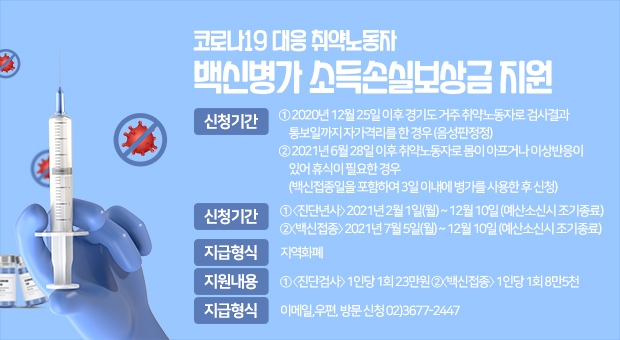 코로나19 대응 취약노동자
백신병가 소득손실보상금 지원
신청기간
① 2020년 12월 25일 이후 경기도 거주 취약노동자로 검사결과
통보일까지 자가격리를 한 경우 (음성판정정)
② 2021년 6월 28일 이후 취약노동자로 몸이 아프거나 이상반응이
있어 휴식이 필요한 경우
(백신접종일을 포함하여 3일 이내에 병가를 사용한 후 신청)
신청기간
①〈진단년사〉 2021년 2월 1일(월) ~ 12월 10일 (예산소신시 조기종료)
②〈백신접종〉 2021년 7월 5일(월) ~ 12월 10일 (예산소신시 조기종료)
지급형식
지역화폐
지원내용
①〈진단검사〉 1인당 1회 23만원 ②〈백신접종〉 1인당 1회 8만5천
지급형식
이메일,우편, 방문 신청 02)3677-2447